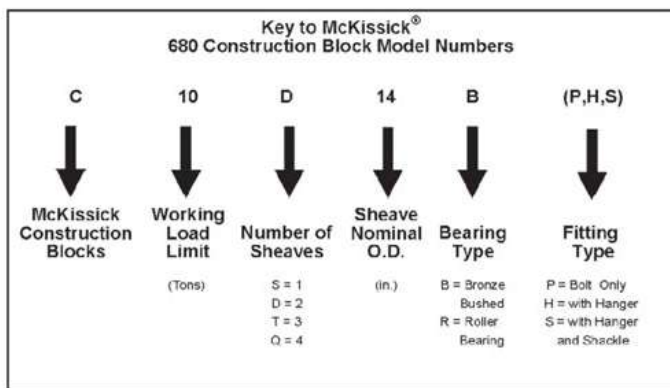 Key to McKissick®
680 Construction Block Model Numbers
C 10 D 14 B (P,H,S)
McKissick Construction Blocks
Working Load Limit
(Tons)
Number of Sheaves
S = 1
D = 2
T = 3
Q = 4
Sheave Nominal O.D.
(in.)
Bearing Type
B = Bronze
Bushed
R = Roller
Bearing
Fitting Type
P = Bolt Only
H = with Hanger
S = with Hanger
and Shackle